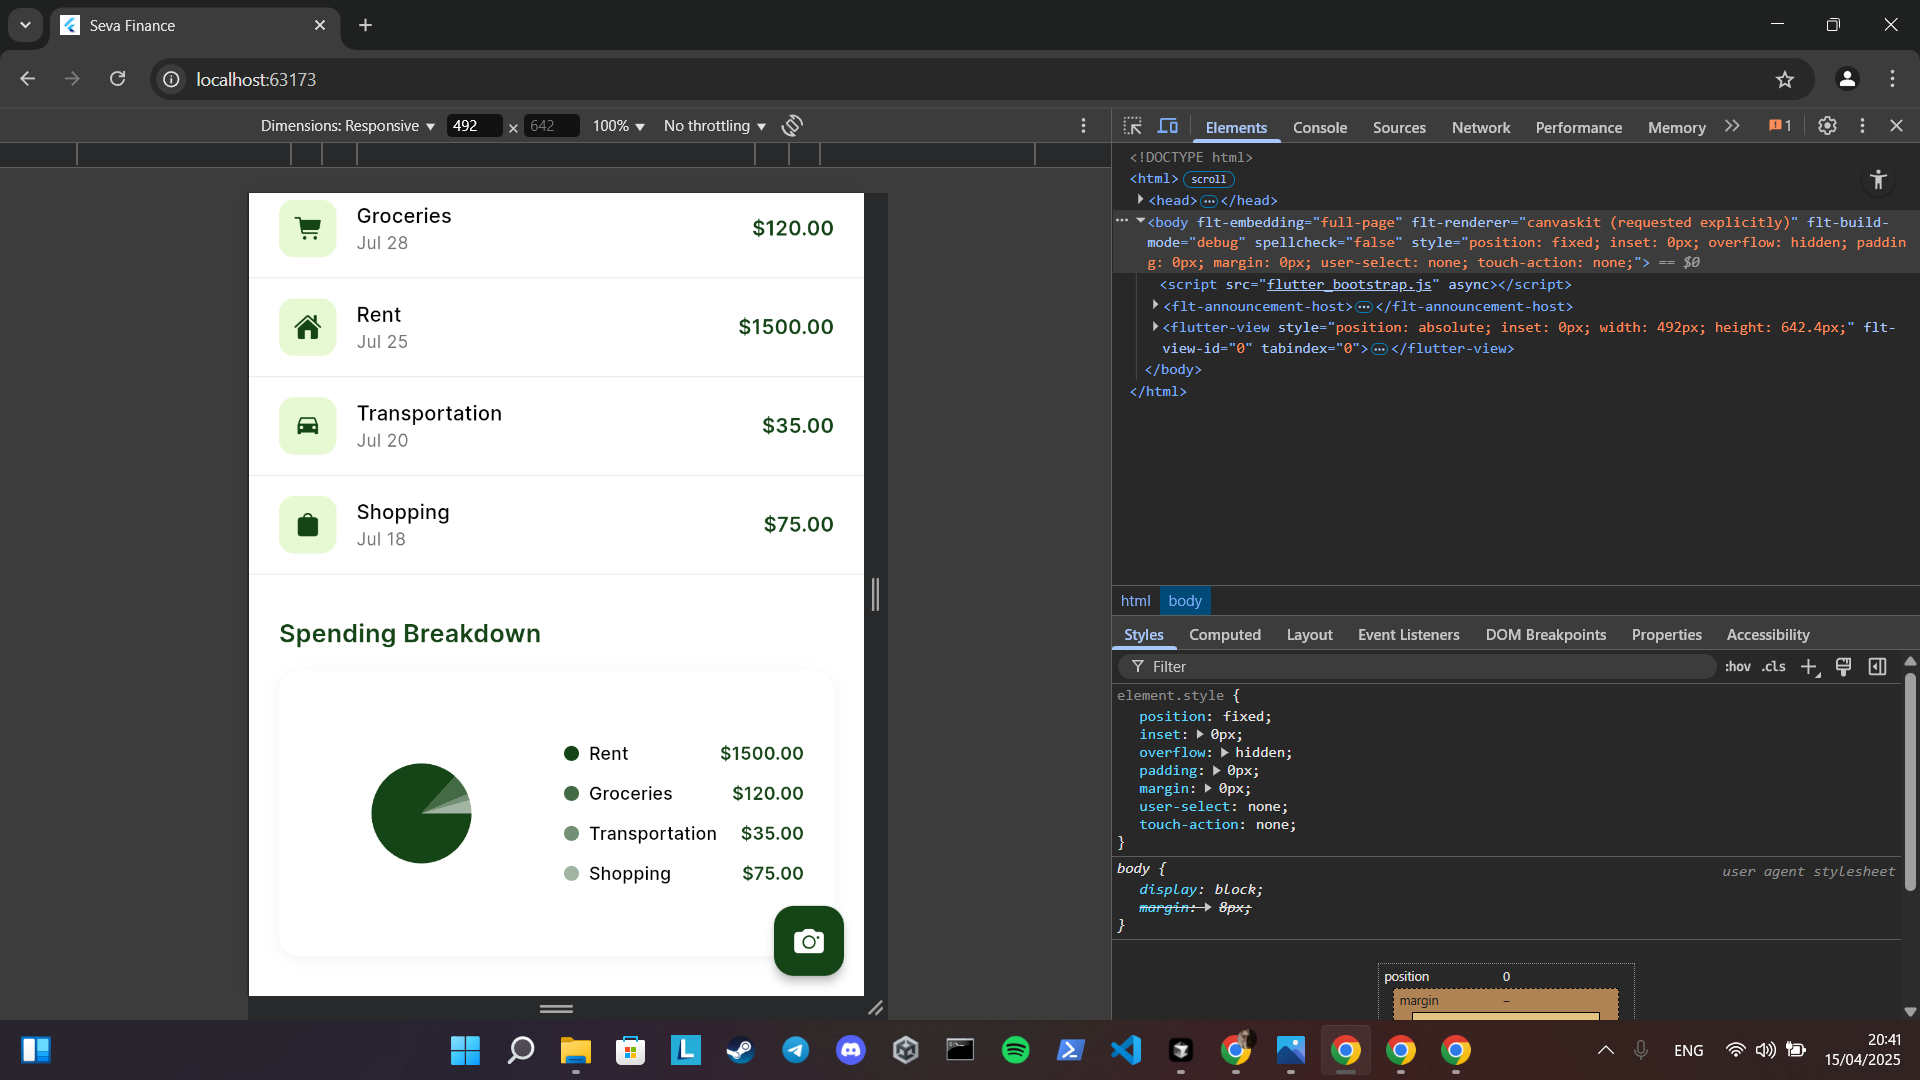 Seva Finance
localhost:63173
Dimensions: Responsive 492 × 642 100% No throttling
Elements Console Sources Network Performance Memory 1
Groceries
Jul 28
$120.00
Rent
Jul 25
$1500.00
Transportation
Jul 20
$35.00
Shopping
Jul 18
$75.00
Spending Breakdown
Rent $1500.00
Groceries $120.00
Transportation $35.00
Shopping $75.00
<!DOCTYPE html>
<html> scroll
<head> ••• </head>
••• <body flt-embedding="full-page" flt-renderer="canvaskit (requested explicitly)" flt-build-
mode="debug" spellcheck="false" style="position: fixed; inset: 0px; overflow: hidden; paddin
g: 0px; margin: 0px; user-select: none; touch-action: none;"> == $0
<script src="flutter_bootstrap.js" async></script>
<flt-announcement-host> ••• </flt-announcement-host>
<flutter-view style="position: absolute; inset: 0px; width: 492px; height: 642.4px;" flt-
view-id="0" tabindex="0"> ••• </flutter-view>
</body>
</html>
html body
Styles Computed Layout Event Listeners DOM Breakpoints Properties Accessibility
Filter :hov .cls
element.style {
position: fixed;
inset: 0px;
overflow: hidden;
padding: 0px;
margin: 0px;
user-select: none;
touch-action: none;
}
body { user agent stylesheet
display: block;
margin: 8px;
}
position 0
margin –
ENG
20:41
15/04/2025